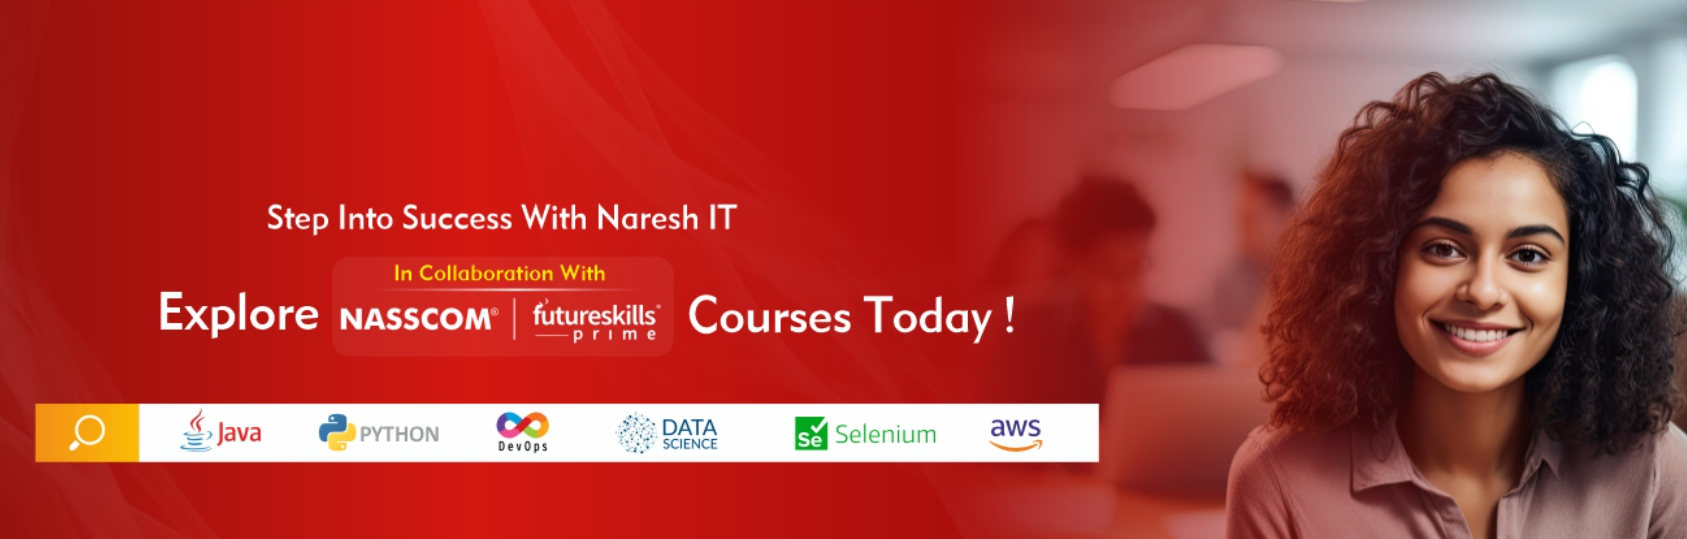 Step Into Success With Naresh IT
In Collaboration With
Explore NASSCOM® | futureskills® Courses Today !
prime
Java PYTHON DevOps DATA SCIENCE Se Selenium aws